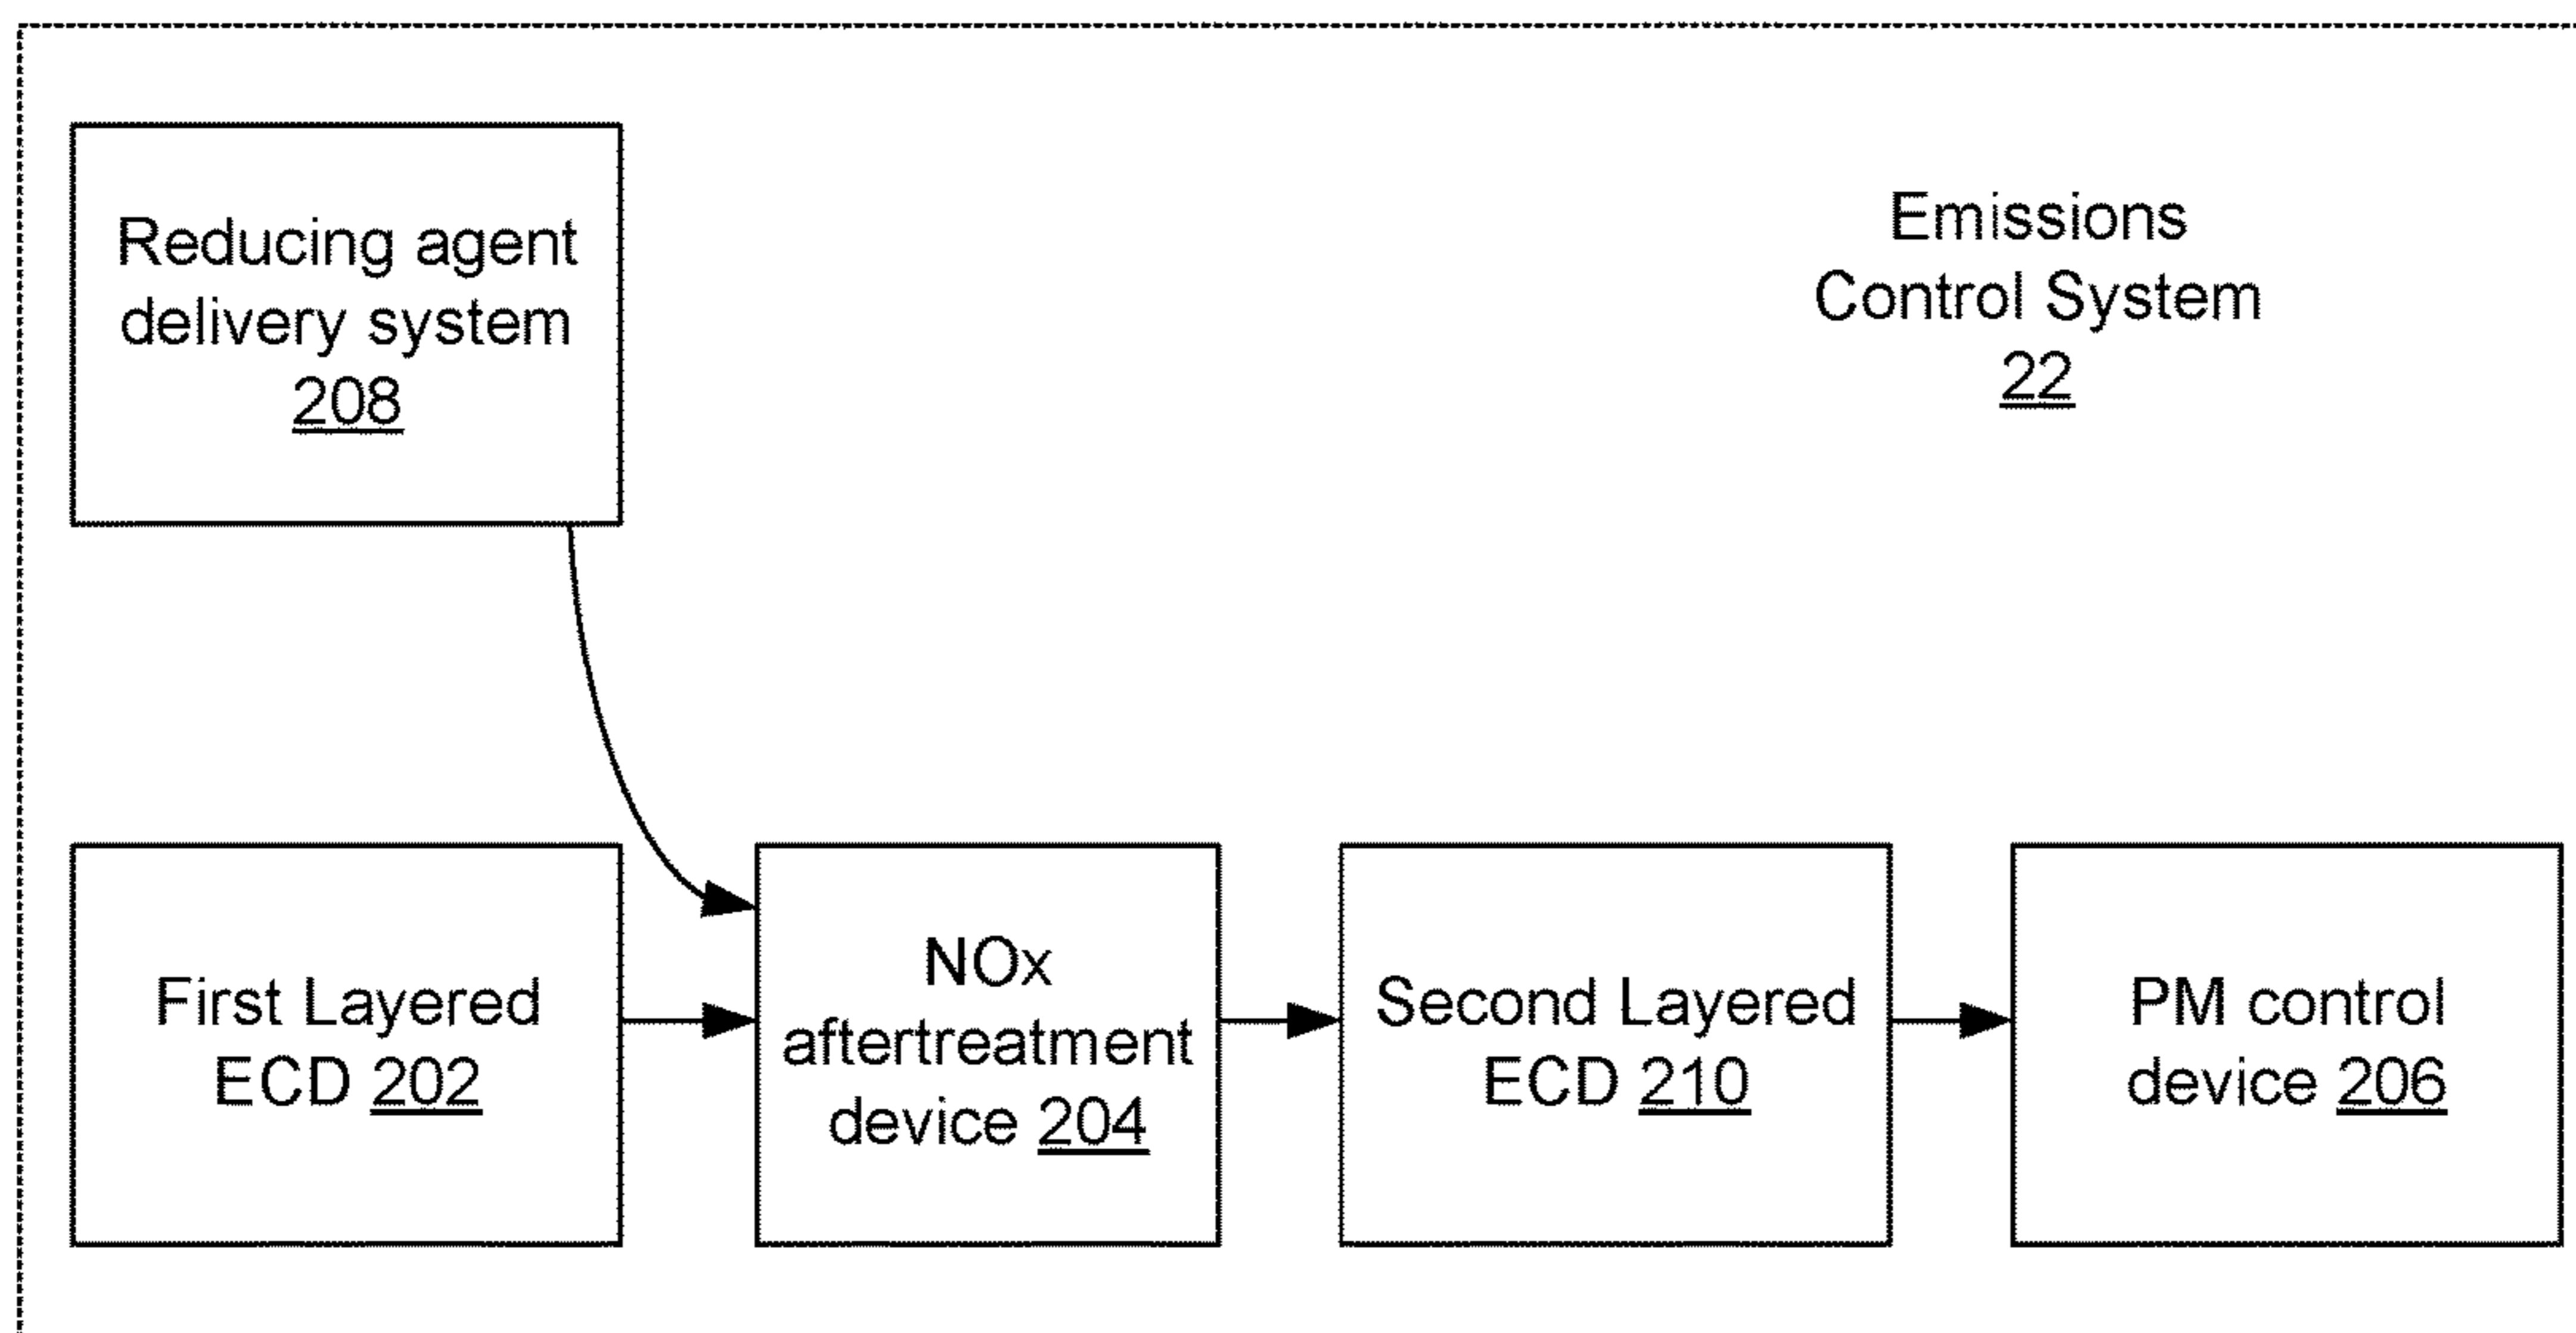 Reducing agent
delivery system
208
Emissions
Control System
22
First Layered
ECD 202
NOx
aftertreatment
device 204
Second Layered
ECD 210
PM control
device 206